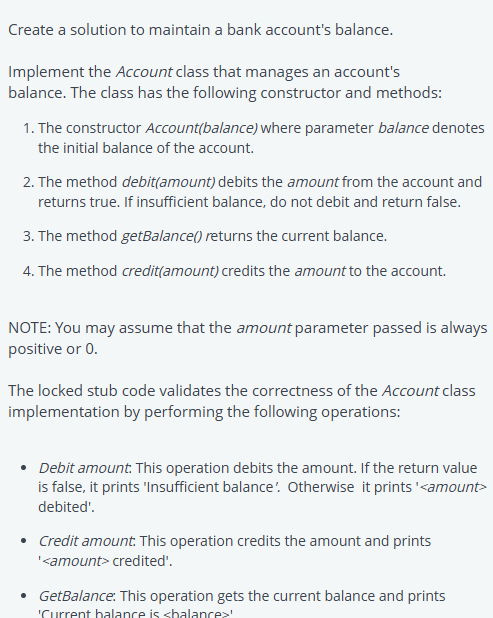 Create a solution to maintain a bank account's balance.
Implement the Account class that manages an account's
balance. The class has the following constructor and methods:
1. The constructor Account(balance) where parameter balance denotes
the initial balance of the account.
2. The method debit(amount) debits the amount from the account and
returns true. If insufficient balance, do not debit and return false.
3. The method getBalance() returns the current balance.
4. The method credit(amount) credits the amount to the account.
NOTE: You may assume that the amount parameter passed is always
positive or 0.
The locked stub code validates the correctness of the Account class
implementation by performing the following operations:
• Debit amount: This operation debits the amount. If the return value
is false, it prints 'Insufficient balance'. Otherwise it prints '<amount>
debited'.
• Credit amount: This operation credits the amount and prints
'<amount> credited'.
• GetBalance: This operation gets the current balance and prints
'Current balance is <balance>'